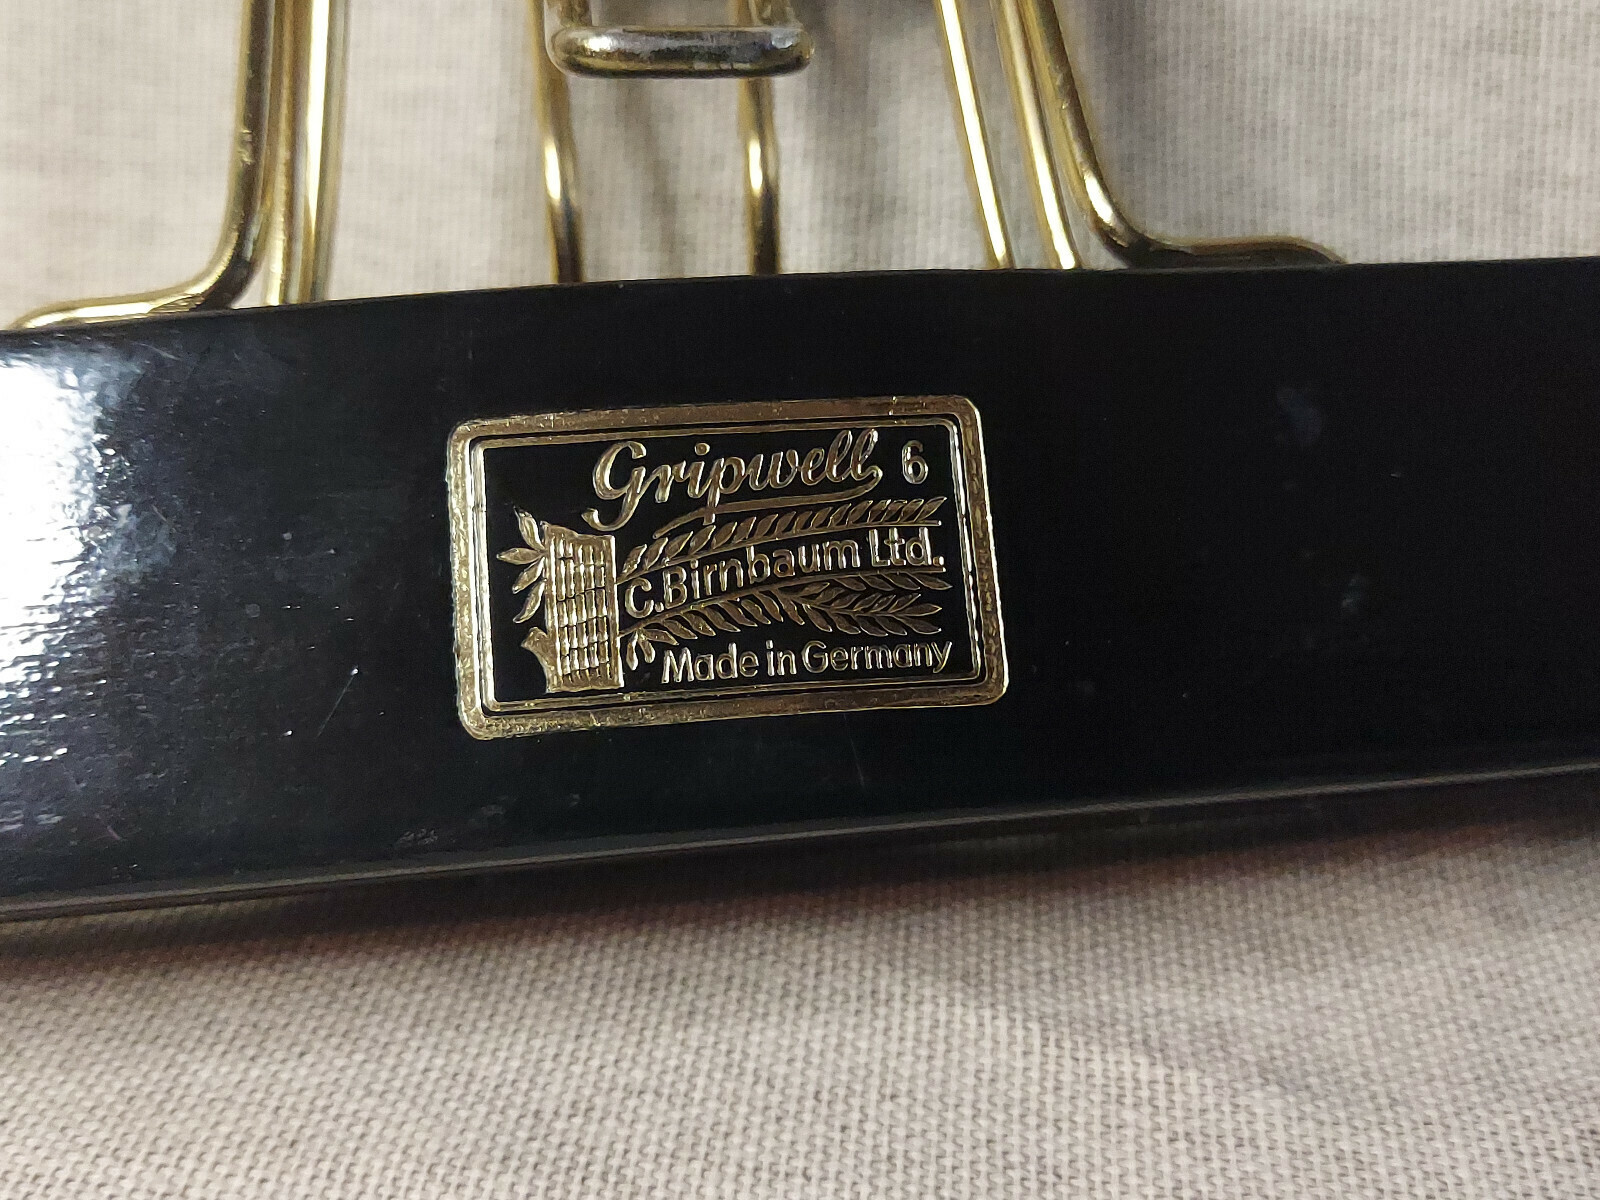 Gripwell 6
C. Birnbaum Ltd.
Made in Germany